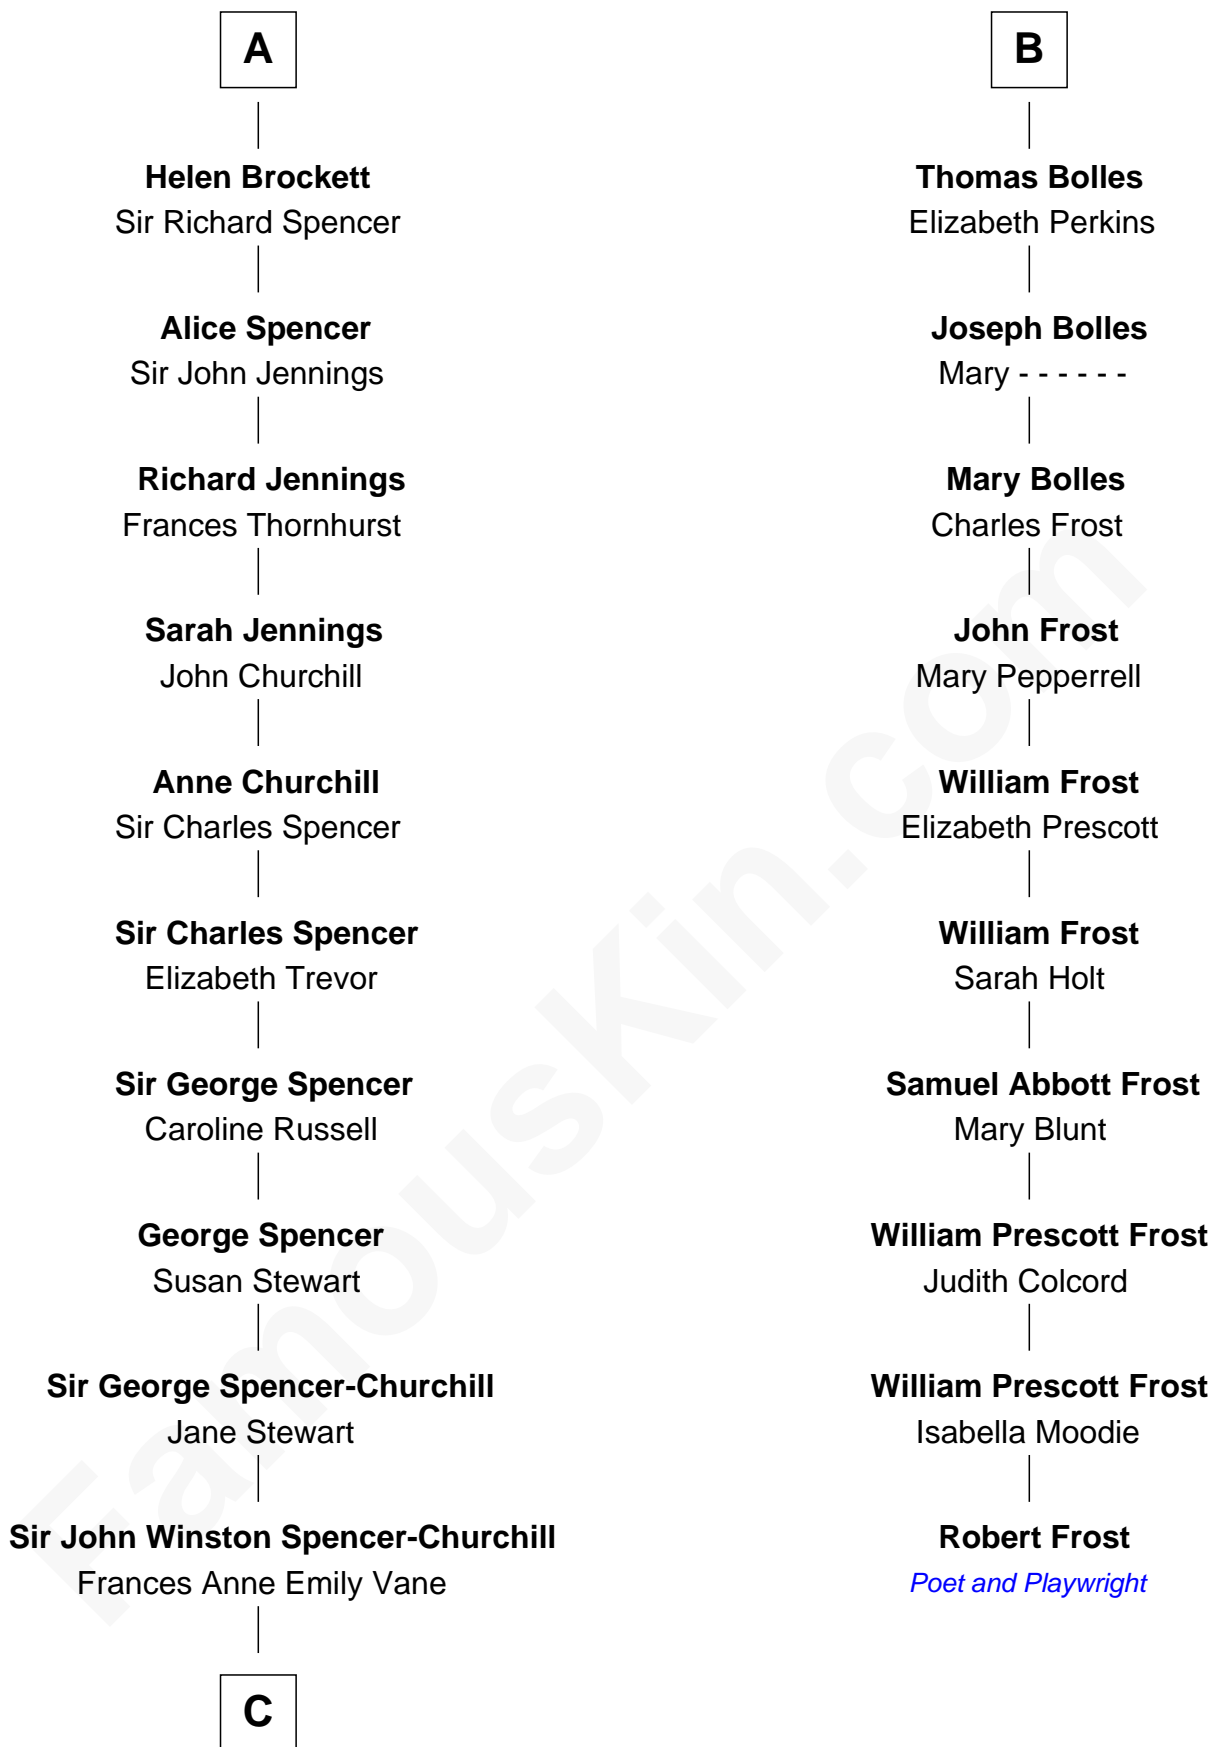 A
Helen Brockett
Sir Richard Spencer
Alice Spencer
Sir John Jennings
Richard Jennings
Frances Thornhurst
Sarah Jennings
John Churchill
Anne Churchill
Sir Charles Spencer
Sir Charles Spencer
Elizabeth Trevor
Sir George Spencer
Caroline Russell
George Spencer
Susan Stewart
Sir George Spencer-Churchill
Jane Stewart
Sir John Winston Spencer-Churchill
Frances Anne Emily Vane
C
B
Thomas Bolles
Elizabeth Perkins
Joseph Bolles
Mary - - - - - -
Mary Bolles
Charles Frost
John Frost
Mary Pepperrell
William Frost
Elizabeth Prescott
William Frost
Sarah Holt
Samuel Abbott Frost
Mary Blunt
William Prescott Frost
Judith Colcord
William Prescott Frost
Isabella Moodie
Robert Frost
Poet and Playwright
FamousKin.com